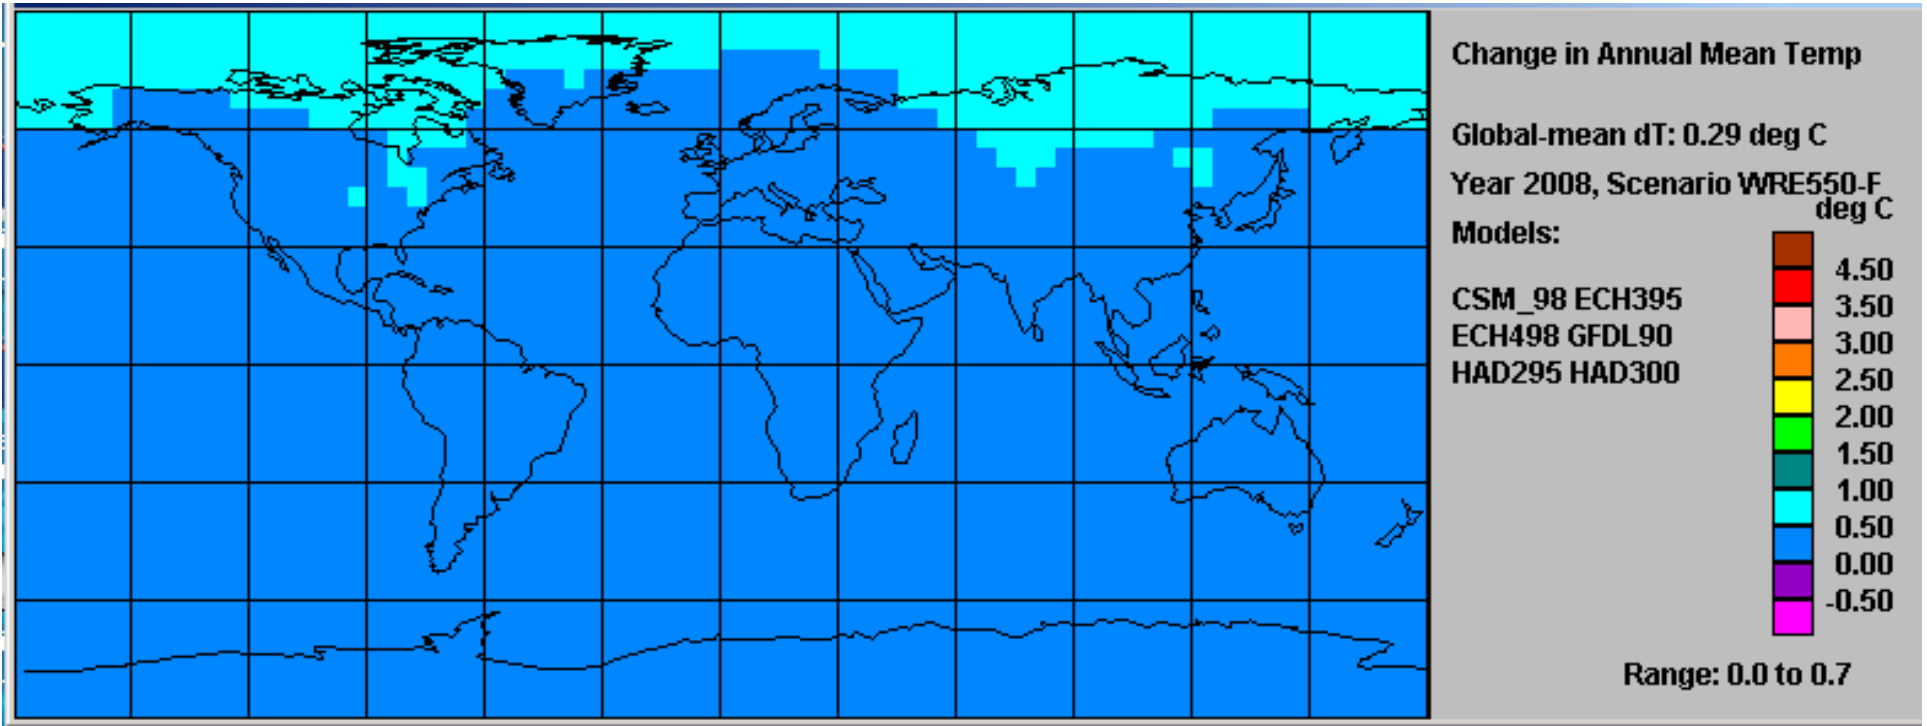 Change in Annual Mean Temp
Global-mean dT: 0.29 deg C
Year 2008, Scenario WRE550-F
deg C
Models:
CSM_98 ECH395
ECH498 GFDL90
HAD295 HAD300
4.50
3.50
3.00
2.50
2.00
1.50
1.00
0.50
0.00
-0.50
Range: 0.0 to 0.7